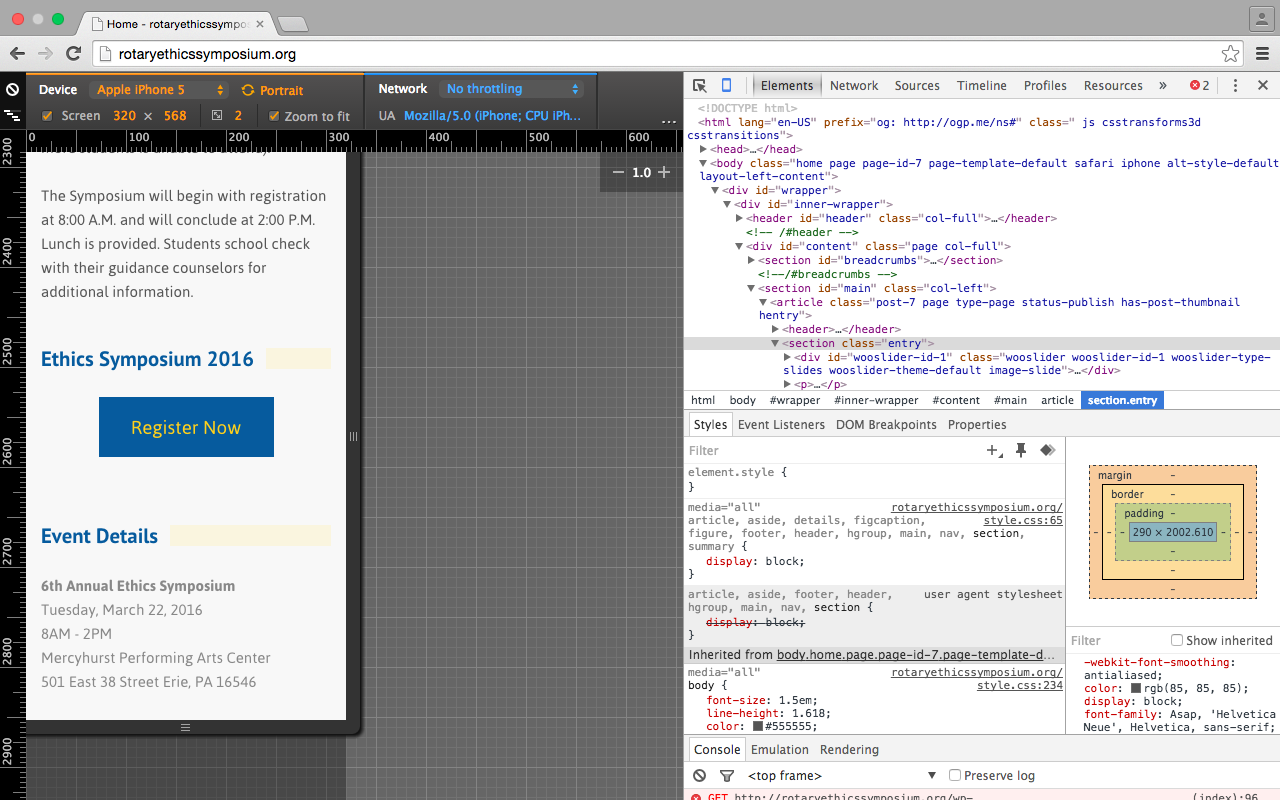 Home - rotaryethicssympo
rotaryethicssymposium.org
Device Apple iPhone 5 Portrait
Screen 320 × 568 2 Zoom to fit
Network No throttling
UA Mozilla/5.0 (iPhone; CPU iPh...
...
0 100 200 300 400 500 600
2300
2400
2500
2600
2700
2800
2900
− 1.0 +
The Symposium will begin with registration
at 8:00 A.M. and will conclude at 2:00 P.M.
Lunch is provided. Students school check
with their guidance counselors for
additional information.
Ethics Symposium 2016
Register Now
Event Details
6th Annual Ethics Symposium
Tuesday, March 22, 2016
8AM - 2PM
Mercyhurst Performing Arts Center
501 East 38 Street Erie, PA 16546
Elements Network Sources Timeline Profiles Resources » 2
<!DOCTYPE html>
<html lang="en-US" prefix="og: http://ogp.me/ns#" class=" js csstransforms3d
csstransitions">
<head>…</head>
<body class="home page page-id-7 page-template-default safari iphone alt-style-default
layout-left-content">
<div id="wrapper">
<div id="inner-wrapper">
<header id="header" class="col-full">…</header>
<!-- /#header -->
<div id="content" class="page col-full">
<section id="breadcrumbs">…</section>
<!--/#breadcrumbs -->
<section id="main" class="col-left">
<article class="post-7 page type-page status-publish has-post-thumbnail
hentry">
<header>…</header>
<section class="entry">
<div id="wooslider-id-1" class="wooslider wooslider-id-1 wooslider-type-
slides wooslider-theme-default image-slide">…</div>
<p>…</p>
html body #wrapper #inner-wrapper #content #main article section.entry
Styles Event Listeners DOM Breakpoints Properties
Filter
element.style {
}
media="all" rotaryethicssymposium.org/
article, aside, details, figcaption, style.css:65
figure, footer, header, hgroup, main, nav, section,
summary {
display: block;
}
article, aside, footer, header, user agent stylesheet
hgroup, main, nav, section {
display: block;
}
Inherited from body.home.page.page-id-7.page-template-d…
media="all" rotaryethicssymposium.org/
body { style.css:234
font-size: 1.5em;
line-height: 1.618;
color: #555555;
margin -
border -
padding -
- - - 290 × 2002.610 - - -
-
-
-
Filter Show inherited
-webkit-font-smoothing:
antialiased;
color: rgb(85, 85, 85);
display: block;
font-family: Asap, 'Helvetica
Neue', Helvetica, sans-serif;
Console Emulation Rendering
<top frame> Preserve log
GET http://rotaryethicssymposium.org/wp- (index):96